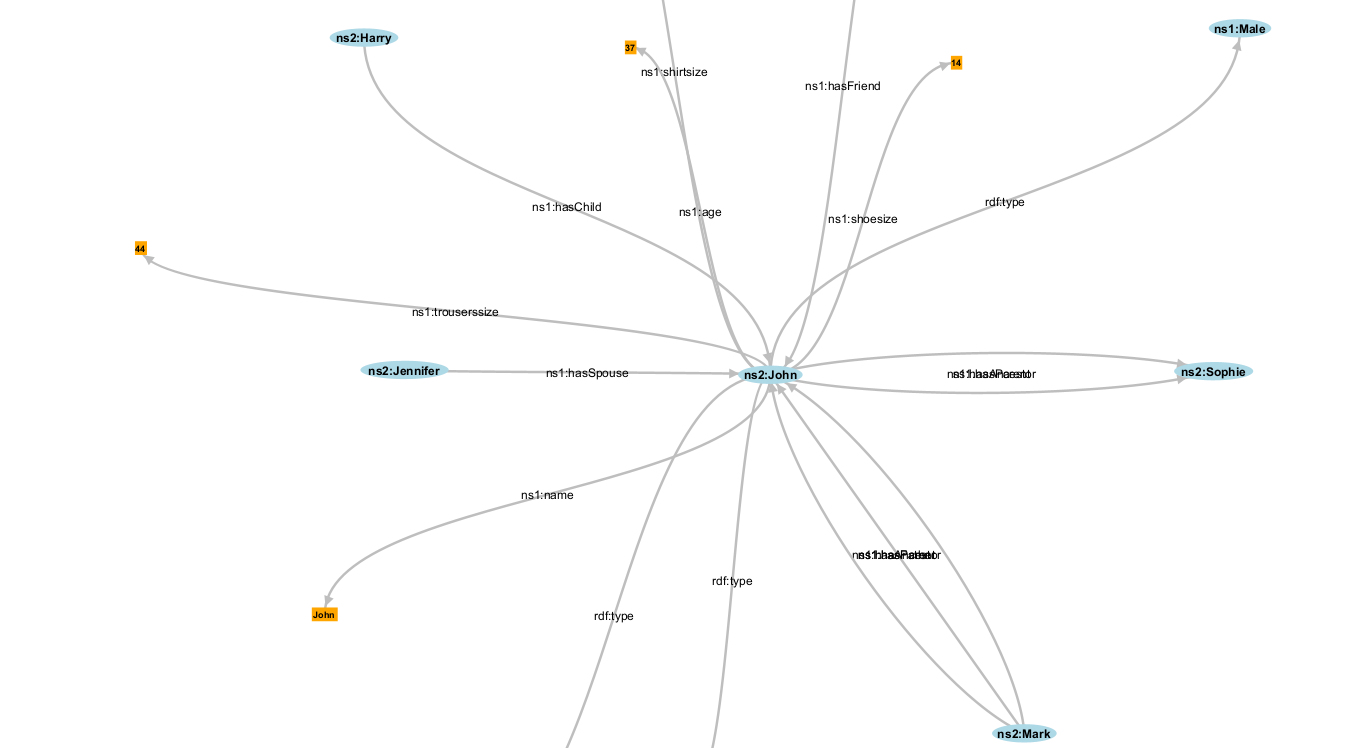 ns1:Male
ns2:Harry
37
14
ns1:shirtsize
ns1:hasFriend
rdf:type
ns1:hasChild
ns1:age
ns1:shoesize
44
ns1:trouserssize
ns2:Jennifer
ns1:hasSpouse
ns2:John
ns2:Sophie
ns1:name
rdf:type
John
rdf:type
ns2:Mark